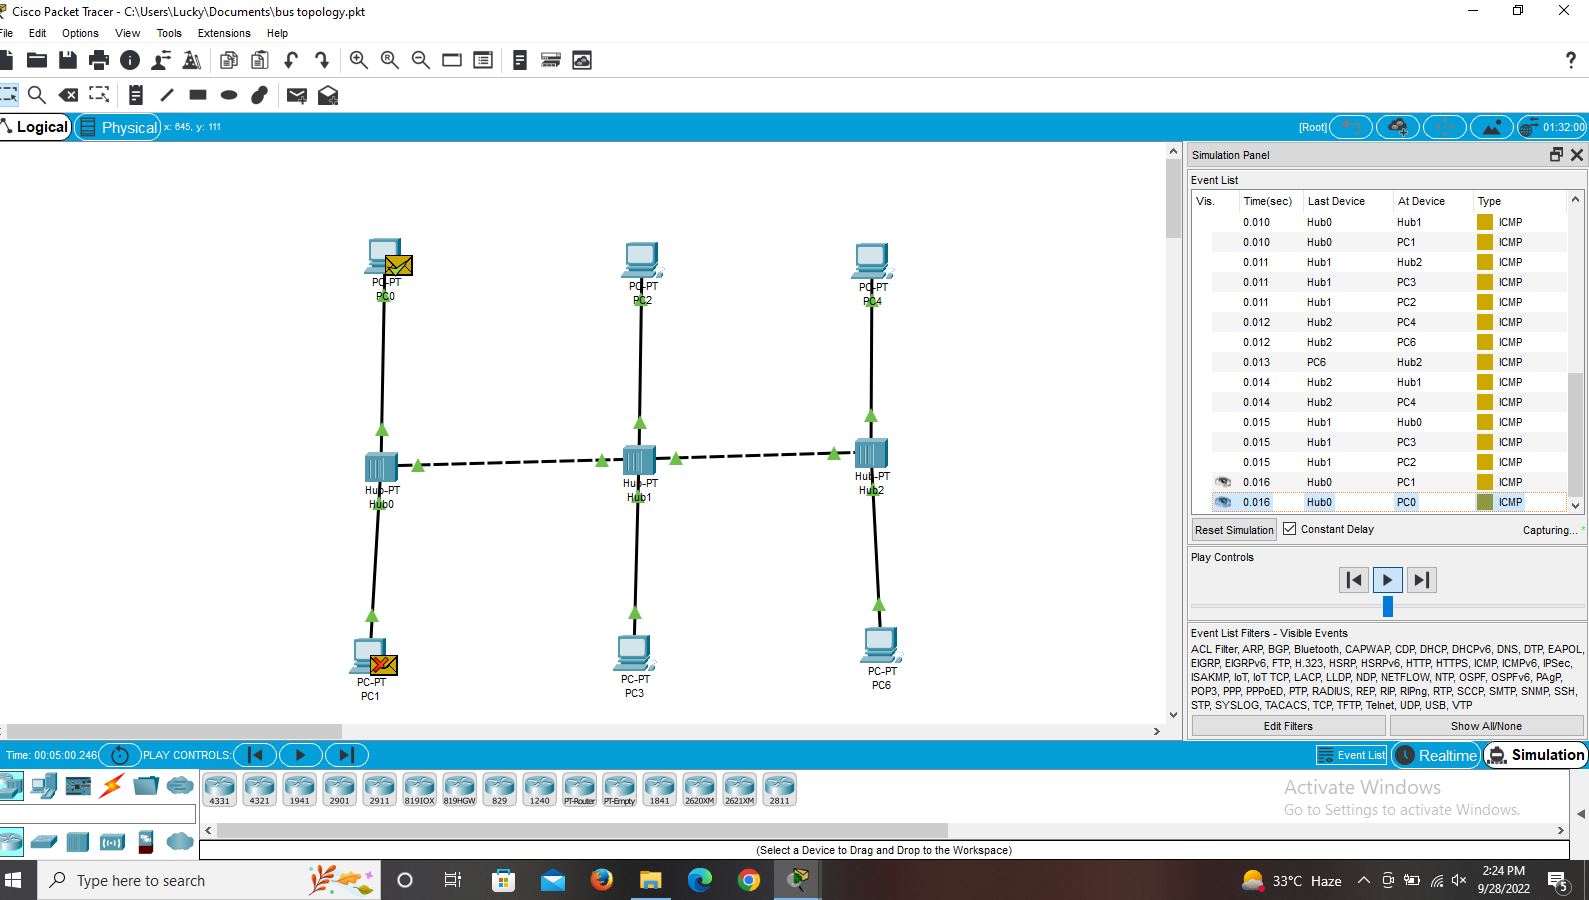 Cisco Packet Tracer - C:\Users\Lucky\Documents\bus topology.pkt
File Edit Options View Tools Extensions Help
?
Logical Physical x: 645, y: 111 [Root] 01:32:00
Simulation Panel
Event List
Vis. Time(sec) Last Device At Device Type
0.010 Hub0 Hub1 ICMP
0.010 Hub0 PC1 ICMP
0.011 Hub1 Hub2 ICMP
0.011 Hub1 PC3 ICMP
0.011 Hub1 PC2 ICMP
0.012 Hub2 PC4 ICMP
0.012 Hub2 PC6 ICMP
0.013 PC6 Hub2 ICMP
0.014 Hub2 Hub1 ICMP
0.014 Hub2 PC4 ICMP
0.015 Hub1 Hub0 ICMP
0.015 Hub1 PC3 ICMP
0.015 Hub1 PC2 ICMP
0.016 Hub0 PC1 ICMP
0.016 Hub0 PC0 ICMP
Reset Simulation Constant Delay Capturing... *
Play Controls
Event List Filters - Visible Events
ACL Filter, ARP, BGP, Bluetooth, CAPWAP, CDP, DHCP, DHCPv6, DNS, DTP, EAPOL,
EIGRP, EIGRPv6, FTP, H.323, HSRP, HSRPv6, HTTP, HTTPS, ICMP, ICMPv6, IPSec,
ISAKMP, IoT, IoT TCP, LACP, LLDP, NDP, NETFLOW, NTP, OSPF, OSPFv6, PAgP,
POP3, PPP, PPPoED, PTP, RADIUS, REP, RIP, RIPng, RTP, SCCP, SMTP, SNMP, SSH,
STP, SYSLOG, TACACS, TCP, TFTP, Telnet, UDP, USB, VTP
Edit Filters Show All/None
PC-PT
PC0
PC-PT
PC2
PC-PT
PC4
Hub-PT
Hub0
Hub-PT
Hub1
Hub-PT
Hub2
PC-PT
PC1
PC-PT
PC3
PC-PT
PC6
Time: 00:05:00.246 PLAY CONTROLS: Event List Realtime Simulation
4331 4321 1941 2901 2911 819IOX 819HGW 829 1240 PT-Router PT-Empty 1841 2620XM 2621XM 2811
Activate Windows
Go to Settings to activate Windows.
(Select a Device to Drag and Drop to the Workspace)
Type here to search
33°C Haze
2:24 PM
9/28/2022
5